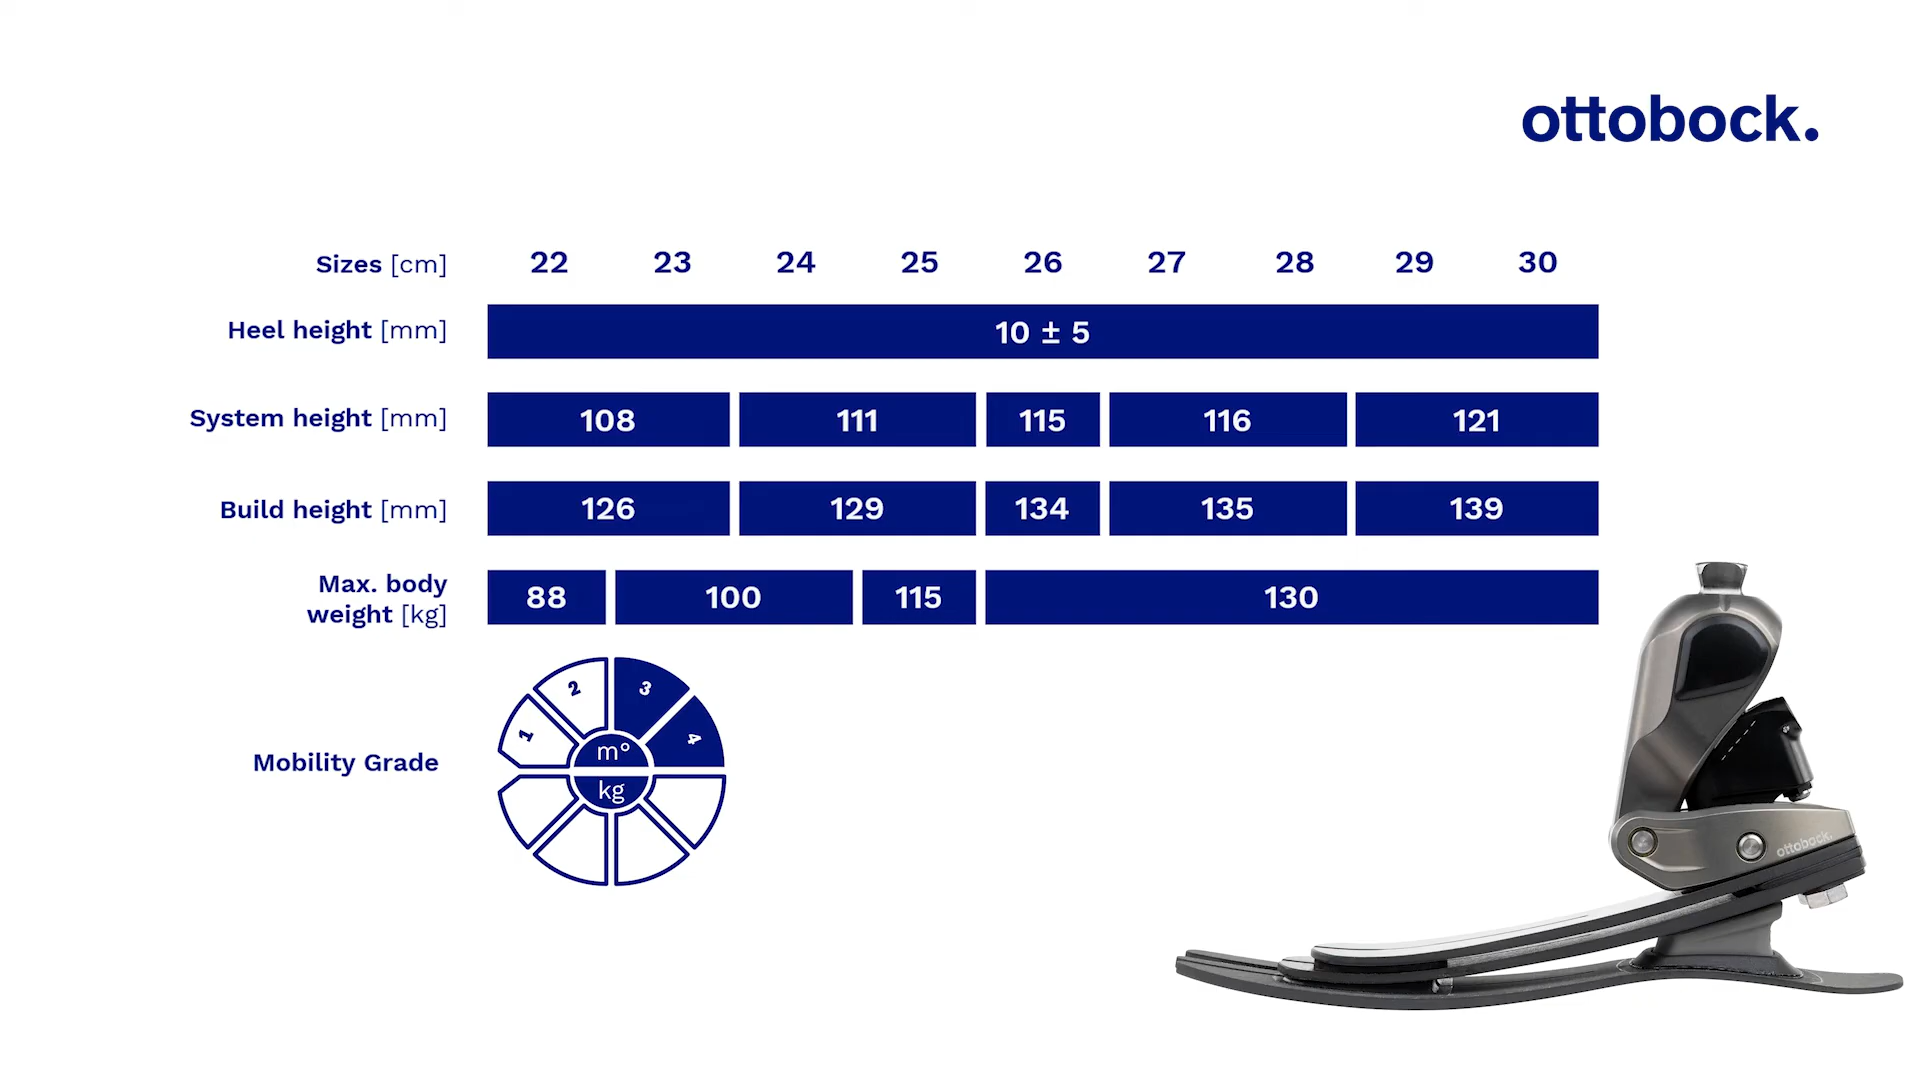 ottobock.
Sizes [cm] 22 23 24 25 26 27 28 29 30
Heel height [mm] 10 ± 5
System height [mm] 108 111 115 116 121
Build height [mm] 126 129 134 135 139
Max. body
weight [kg] 88 100 115 130
Mobility Grade
1 2 3 4
m°
kg
ottobock.